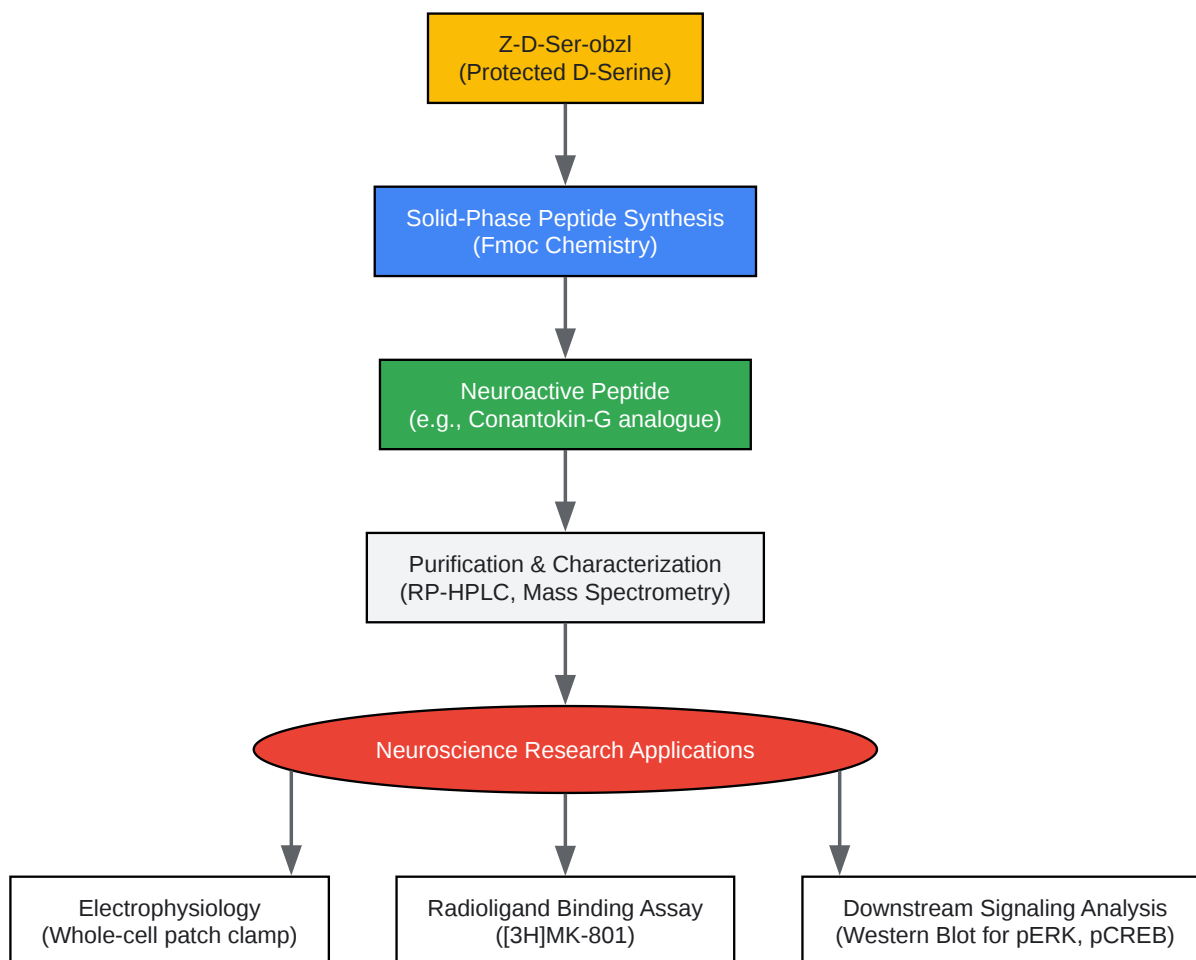 Z-D-Ser-obzl
(Protected D-Serine)
Solid-Phase Peptide Synthesis
(Fmoc Chemistry)
Neuroactive Peptide
(e.g., Conantokin-G analogue)
Purification & Characterization
(RP-HPLC, Mass Spectrometry)
Neuroscience Research Applications
Electrophysiology
(Whole-cell patch clamp)
Radioligand Binding Assay
([3H]MK-801)
Downstream Signaling Analysis
(Western Blot for pERK, pCREB)